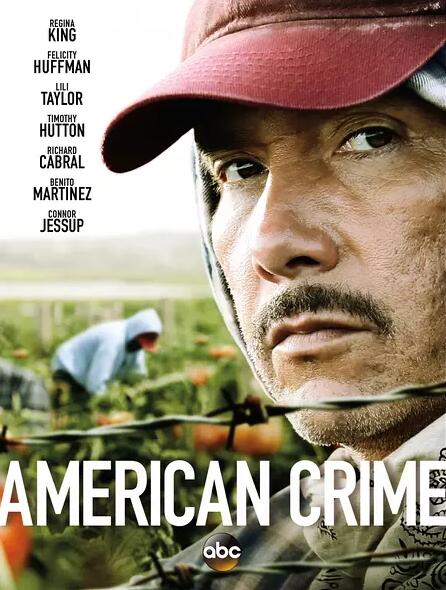 REGINA
KING
FELICITY
HUFFMAN
LILI
TAYLOR
TIMOTHY
HUTTON
RICHARD
CABRAL
BENITO
MARTINEZ
CONNOR
JESSUP
AMERICAN CRIME
abc